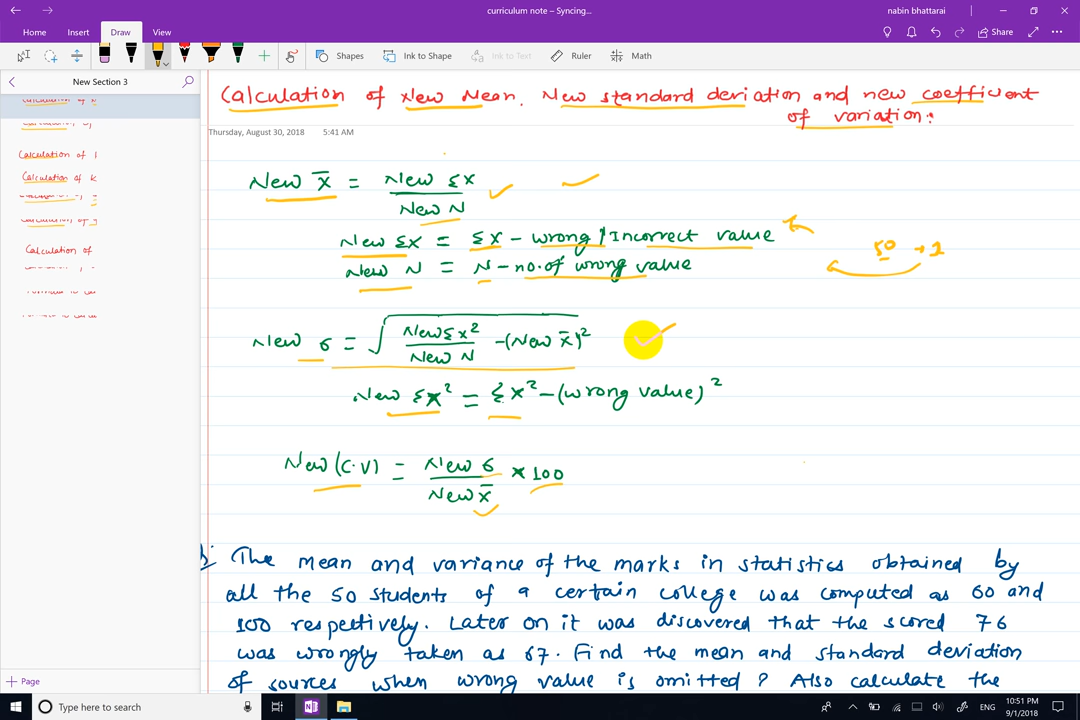 curriculum note – Syncing...
nabin bhattarai
Home Insert Draw View
Share
Shapes Ink to Shape Ink to Text Ruler Math
New Section 3
Calculation of New Mean, New standard deviation and new coefficient
of variation:
Thursday, August 30, 2018 5:41 AM
Calculation of
Calculation of
Calculation of
New x̄ = New Σx / New N
New Σx = Σx - wrong / Incorrect value
50 → 1
New N = N - no. of wrong value
New σ = √(New Σx² / New N - (New x̄)²)
New Σx² = Σx² - (wrong value)²
New (C.V) = New σ / New x̄ × 100
The mean and variance of the marks in statistics obtained by
all the 50 students of a certain college was computed as 60 and
100 respectively. Later on it was discovered that the scored 76
was wrongly taken as 67. Find the mean and standard deviation
of scores when wrong value is omitted? Also calculate the
Page
Type here to search
ENG
10:51 PM
9/1/2018